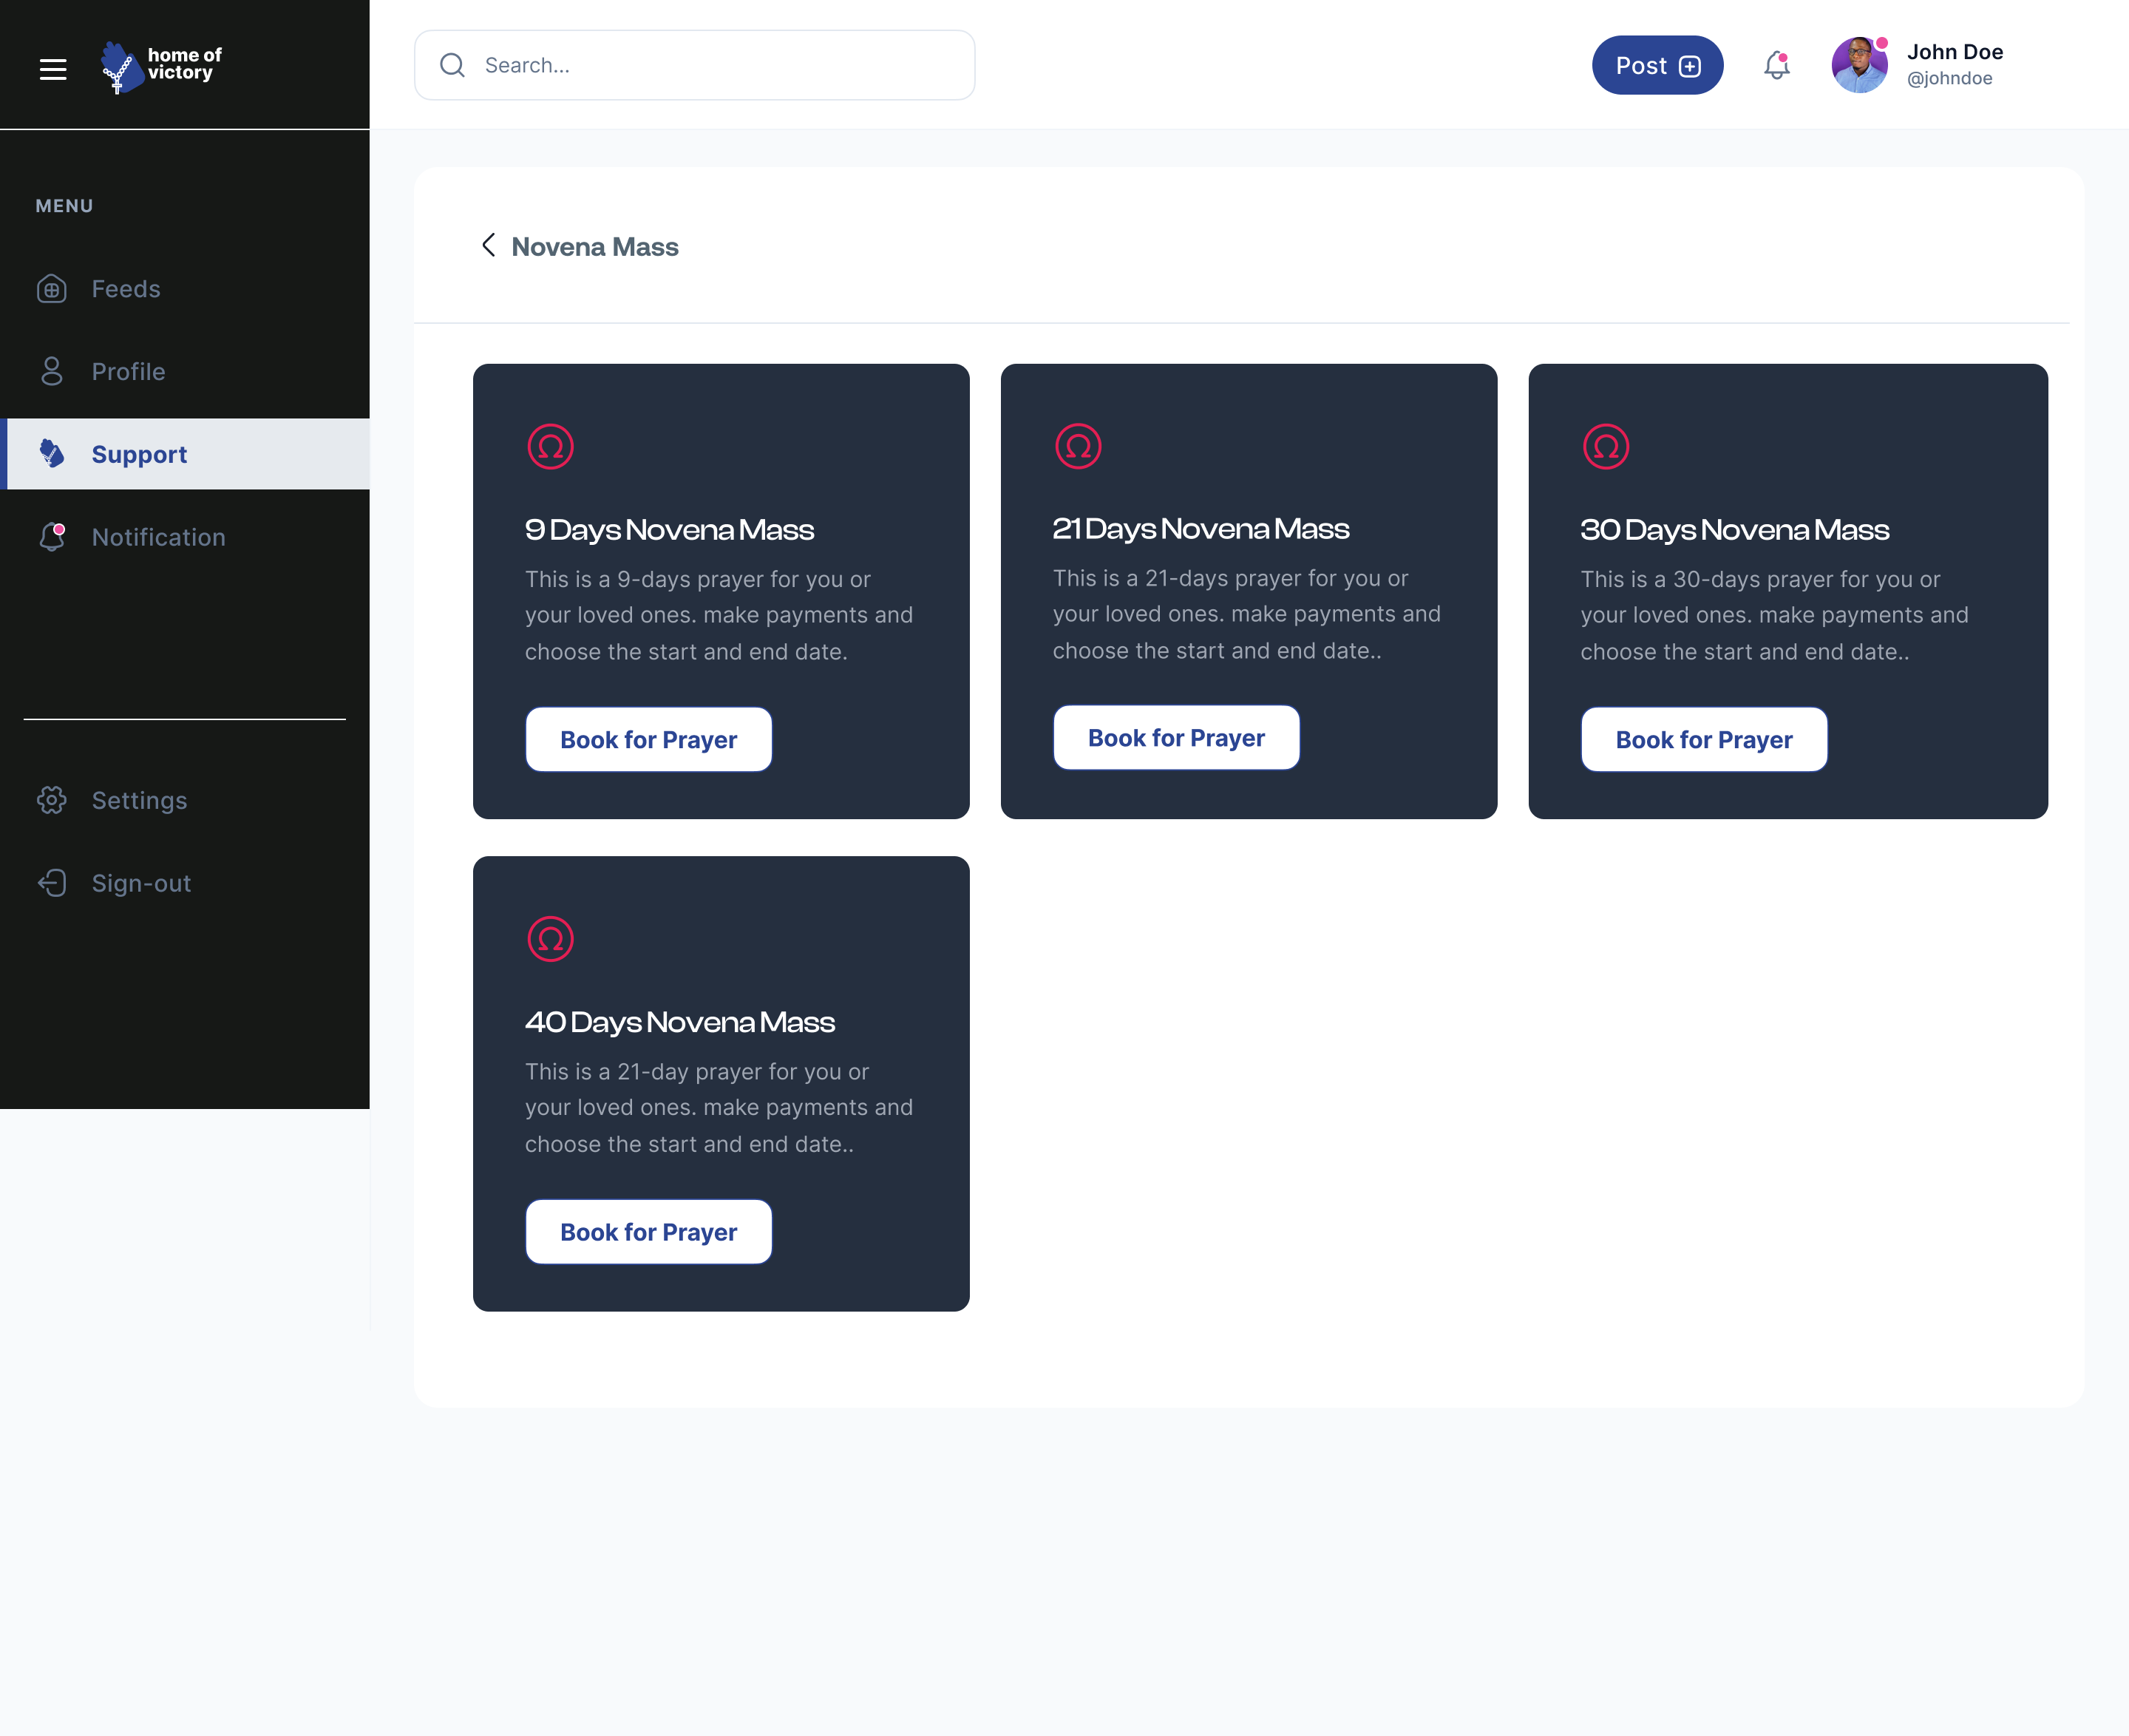 home of
victory
Search...
Post
John Doe
@johndoe
MENU
Feeds
Profile
Support
Notification
Settings
Sign-out
Novena Mass
9 Days Novena Mass
This is a 9-days prayer for you or
your loved ones. make payments and
choose the start and end date.
Book for Prayer
21 Days Novena Mass
This is a 21-days prayer for you or
your loved ones. make payments and
choose the start and end date..
Book for Prayer
30 Days Novena Mass
This is a 30-days prayer for you or
your loved ones. make payments and
choose the start and end date..
Book for Prayer
40 Days Novena Mass
This is a 21-day prayer for you or
your loved ones. make payments and
choose the start and end date..
Book for Prayer